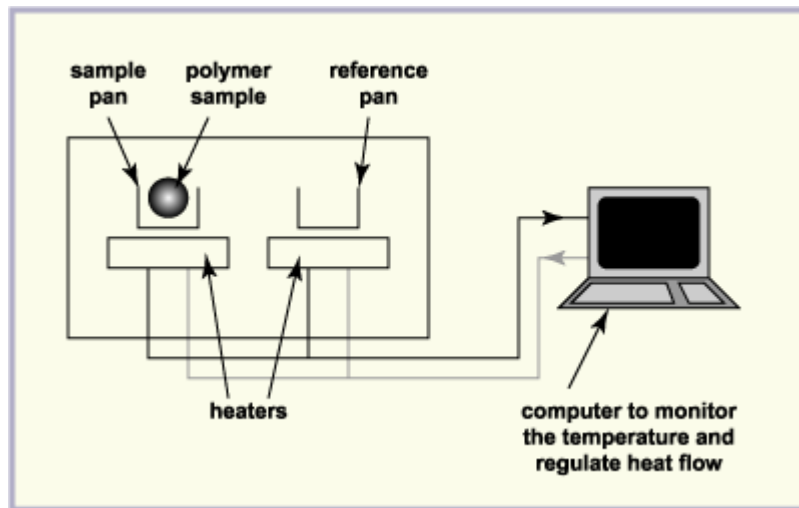 sample
pan
polymer
sample
reference
pan
heaters
computer to monitor
the temperature and
regulate heat flow